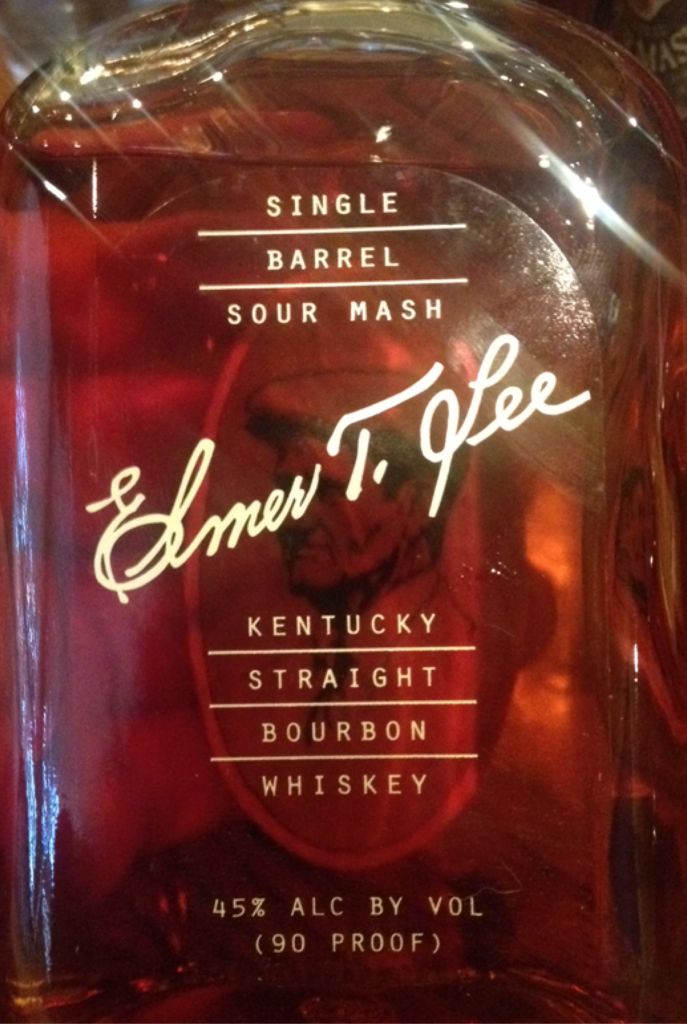 SINGLE
BARREL
SOUR MASH
Elmer T. Lee
KENTUCKY
STRAIGHT
BOURBON
WHISKEY
45% ALC BY VOL
(90 PROOF)